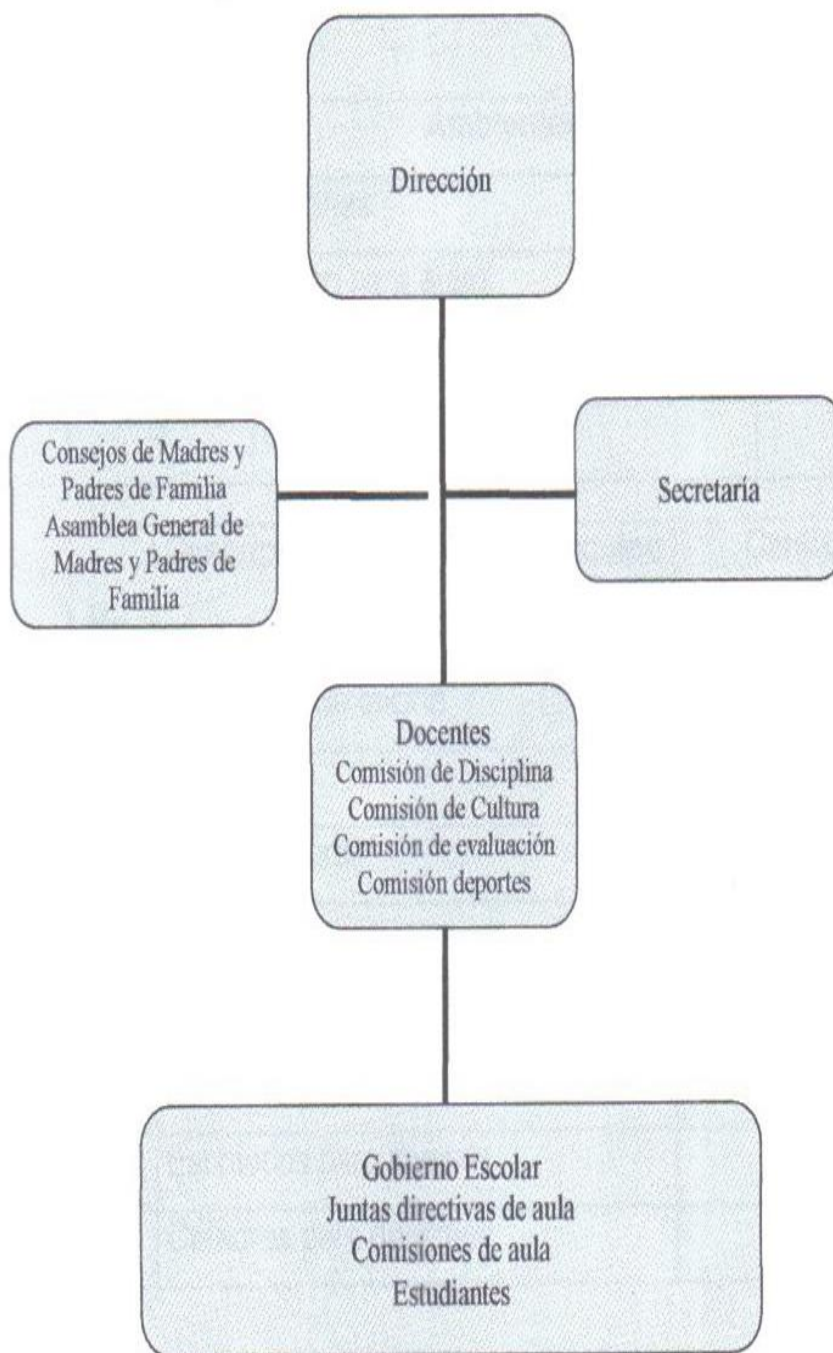 Dirección
Consejos de Madres y
Padres de Familia
Asamblea General de
Madres y Padres de
Familia
Secretaría
Docentes
Comisión de Disciplina
Comisión de Cultura
Comisión de evaluación
Comisión deportes
Gobierno Escolar
Juntas directivas de aula
Comisiones de aula
Estudiantes